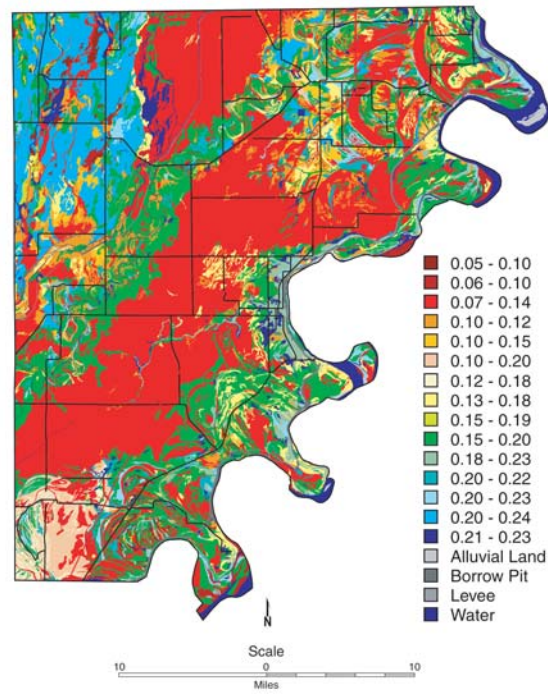 0.05 - 0.10
0.06 - 0.10
0.07 - 0.14
0.10 - 0.12
0.10 - 0.15
0.10 - 0.20
0.12 - 0.18
0.13 - 0.18
0.15 - 0.19
0.15 - 0.20
0.18 - 0.23
0.20 - 0.22
0.20 - 0.23
0.20 - 0.24
0.21 - 0.23
Alluvial Land
Borrow Pit
Levee
Water
N
Scale
10 0 10
Miles